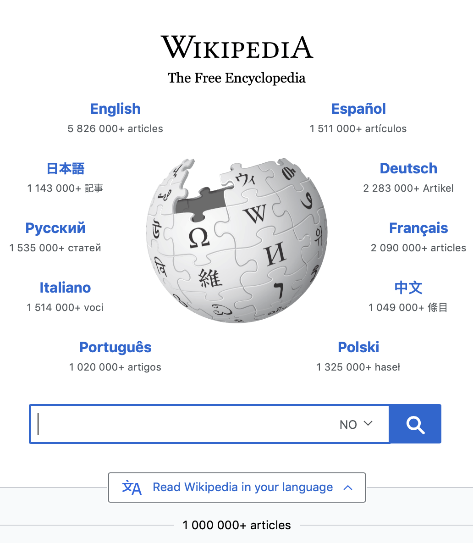 WIKIPEDIA
The Free Encyclopedia
English
5 826 000+ articles
Español
1 511 000+ artículos
日本語
1 143 000+ 記事
Deutsch
2 283 000+ Artikel
Русский
1 535 000+ статей
Français
2 090 000+ articles
Italiano
1 514 000+ voci
中文
1 049 000+ 條目
Português
1 020 000+ artigos
Polski
1 325 000+ haseł
Ω
W
ウィ
И
維
NO
Read Wikipedia in your language
1 000 000+ articles